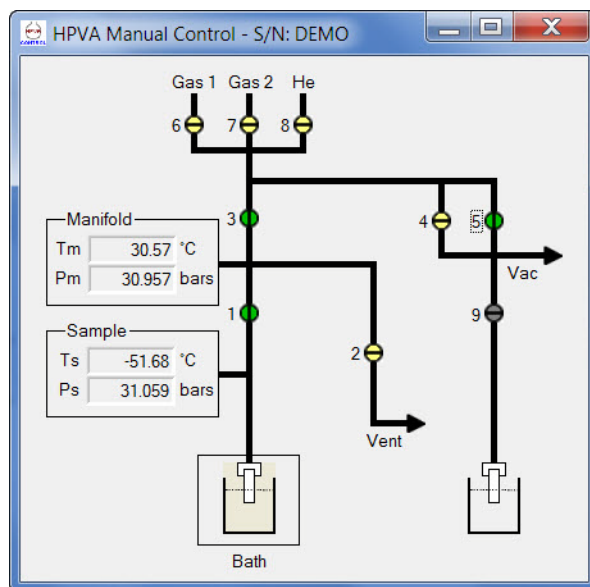 HPVA Manual Control - S/N: DEMO
Gas 1 Gas 2 He
6 7 8
Manifold
Tm 30.57 °C
Pm 30.957 bars
3
4 5
Vac
1
9
Sample
Ts -51.68 °C
Ps 31.059 bars
2
Vent
Bath